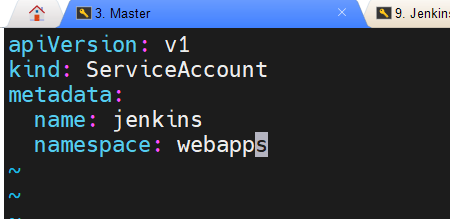 3. Master
9. Jenkins
apiVersion: v1
kind: ServiceAccount
metadata:
  name: jenkins
  namespace: webapps
~
~
~